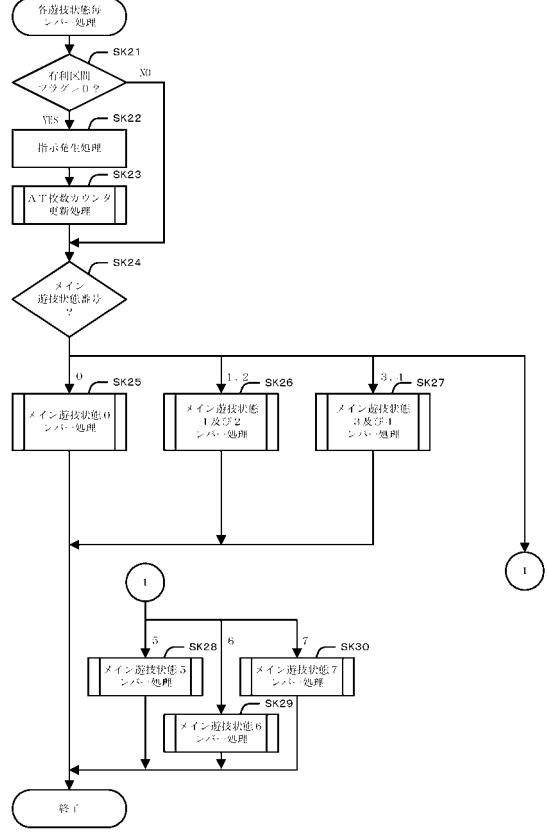 各遊技状態毎
レバー処理
SK21
有利区間
フラグ＞０？
NO
YES
SK22
指示発生処理
SK23
ＡＴ枚数カウンタ
更新処理
SK24
メイン
遊技状態番号
？
0
SK25
メイン遊技状態０
レバー処理
1, 2
SK26
メイン遊技状態
１及び２
レバー処理
3, 4
SK27
メイン遊技状態
３及び４
レバー処理
1
1
5
SK28
メイン遊技状態５
レバー処理
6
SK29
メイン遊技状態６
レバー処理
7
SK30
メイン遊技状態７
レバー処理
終了